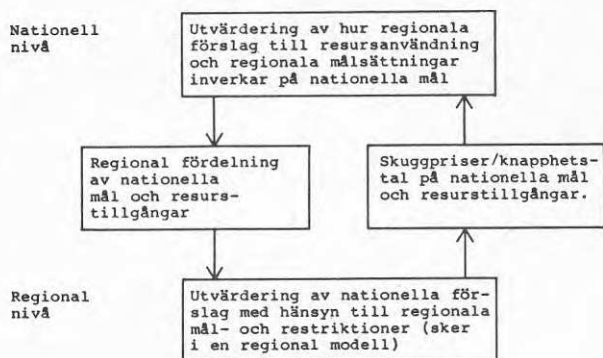 Nationell
nivå
Utvärdering av hur regionala
förslag till resursanvändning
och regionala målsättningar
inverkar på nationella mål
Regional fördelning
av nationella
mål och resurs-
tillgångar
Skuggpriser/knapphets-
tal på nationella mål
och resurstillgångar.
Regional
nivå
Utvärdering av nationella för-
slag med hänsyn till regionala
mål- och restriktioner (sker
i en regional modell)